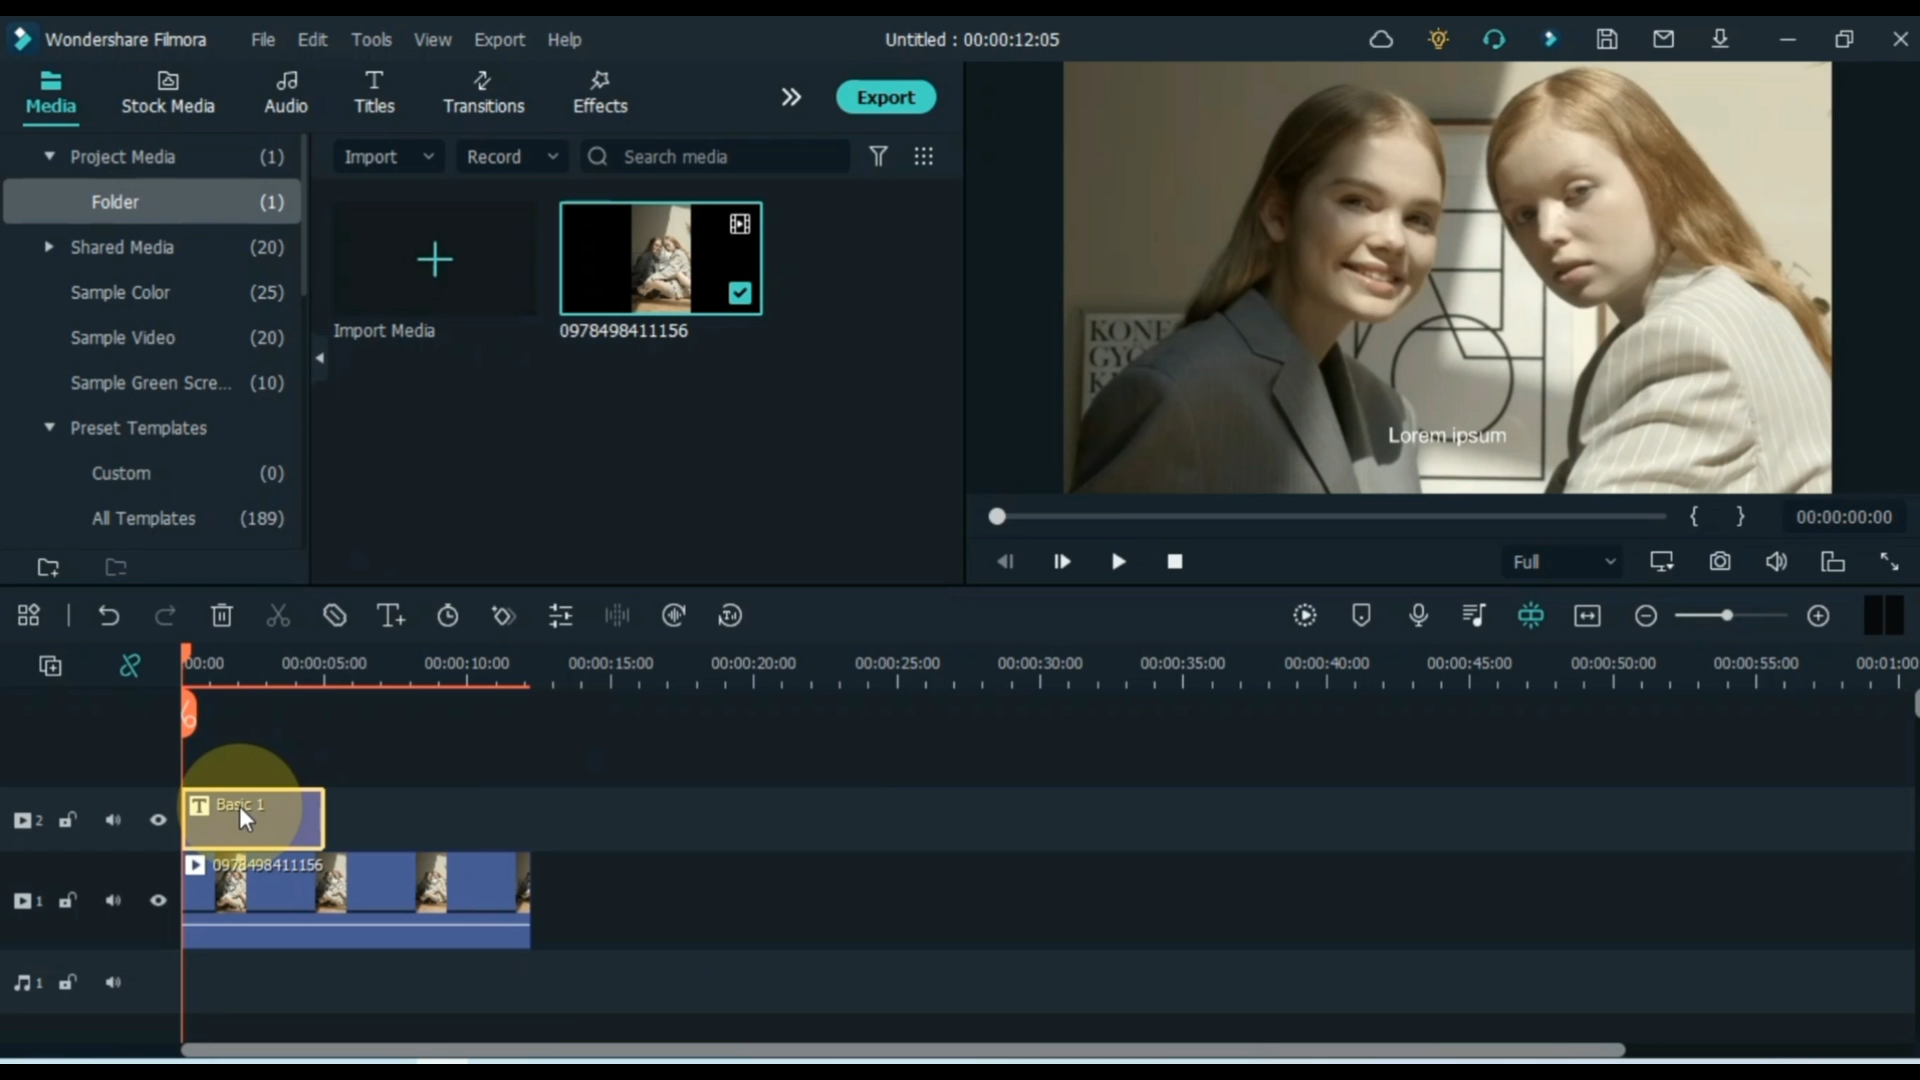 Wondershare Filmora File Edit Tools View Export Help Untitled : 00:00:12:05
Media Stock Media Audio Titles Transitions Effects Export
Project Media (1)
Folder (1)
Shared Media (20)
Sample Color (25)
Sample Video (20)
Sample Green Scre... (10)
Preset Templates
Custom (0)
All Templates (189)
Import Record Search media
Import Media
0978498411156
Lorem ipsum
00:00:00:00
Full
00:00 00:00:05:00 00:00:10:00 00:00:15:00 00:00:20:00 00:00:25:00 00:00:30:00 00:00:35:00 00:00:40:00 00:00:45:00 00:00:50:00 00:00:55:00 00:01:00
2 T Basic 1
0978498411156
1
1